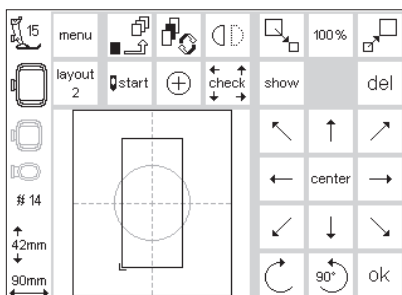 15 menu 100%
layout 2 start check show del
center
# 14
42mm
90mm 90° ok